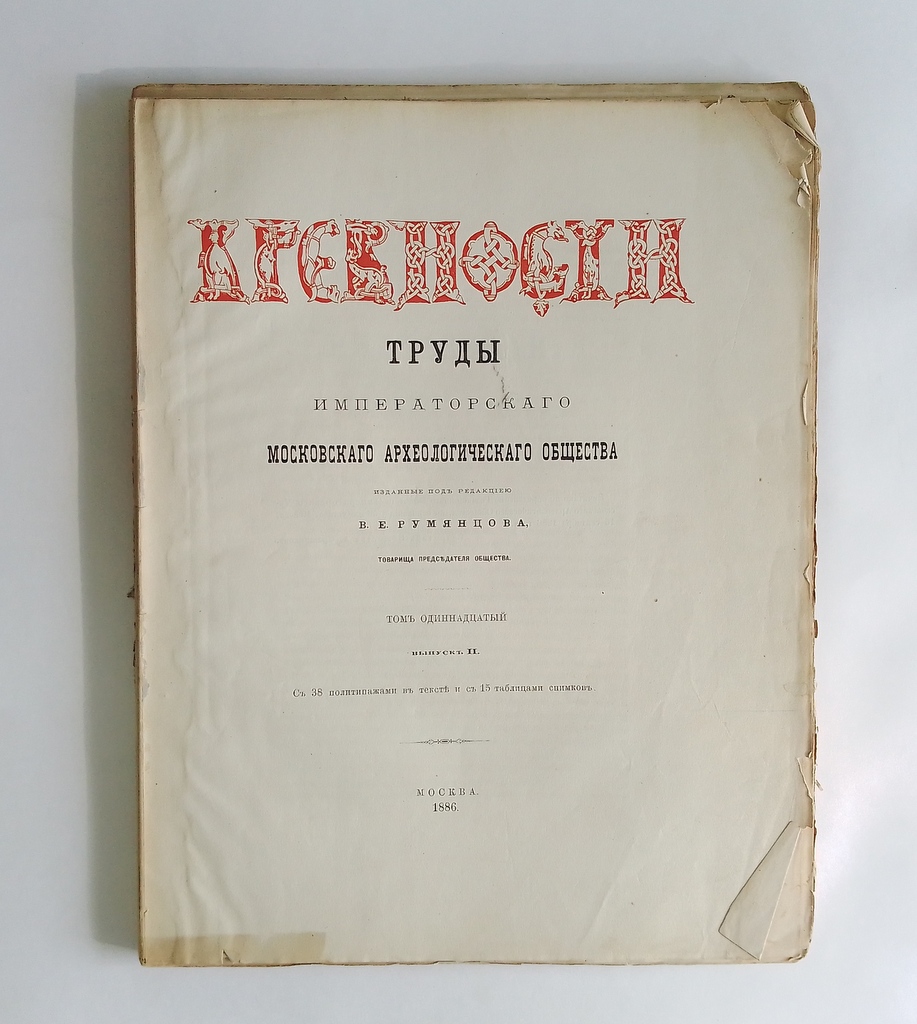 ДРЕВНОСТИ
ТРУДЫ
ИМПЕРАТОРСКАГО
МОСКОВСКАГО АРХЕОЛОГИЧЕСКАГО ОБЩЕСТВА
ИЗДАННЫЕ ПОДЪ РЕДАКЦІЕЮ
В. Е. РУМЯНЦОВА,
ТОВАРИЩА ПРЕДСѢДАТЕЛЯ ОБЩЕСТВА.
ТОМЪ ОДИННАДЦАТЫЙ
ВЫПУСКЪ II.
Съ 38 политипажами въ текстѣ и съ 15 таблицами снимковъ.
МОСКВА.
1886.